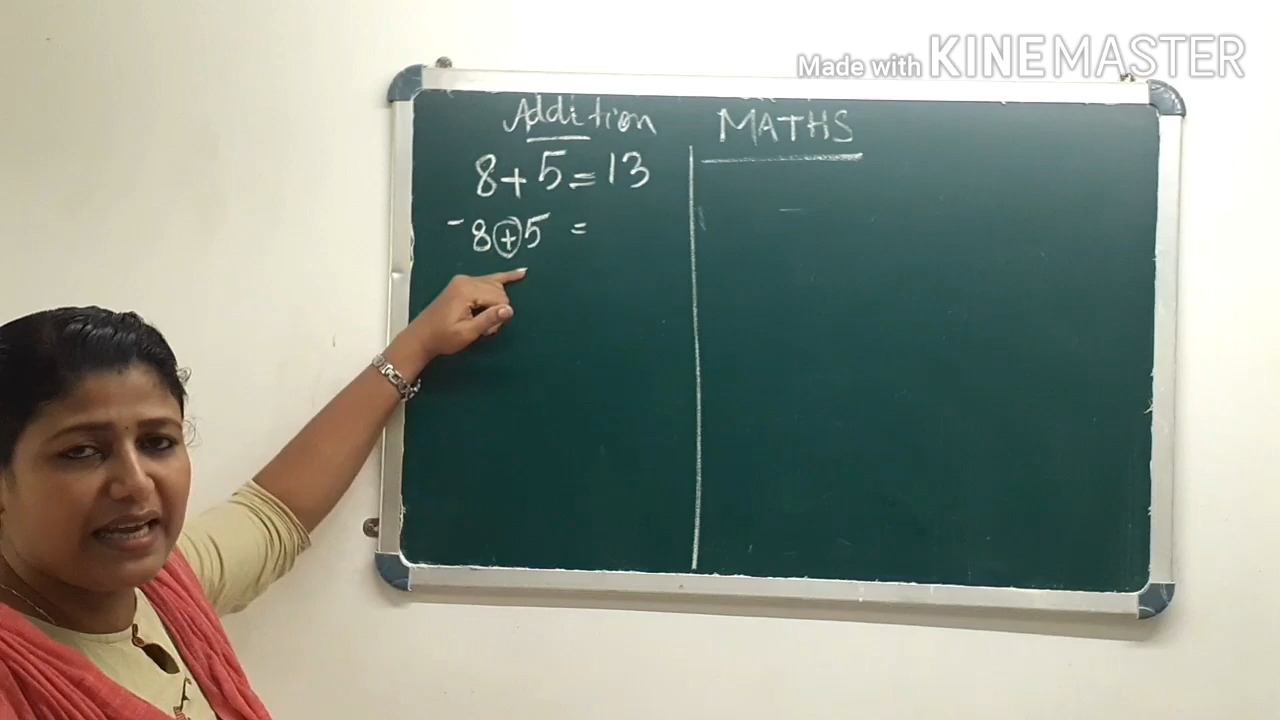 Made with KINEMASTER
Addition
8 + 5 = 13
-8 + 5 =
MATHS